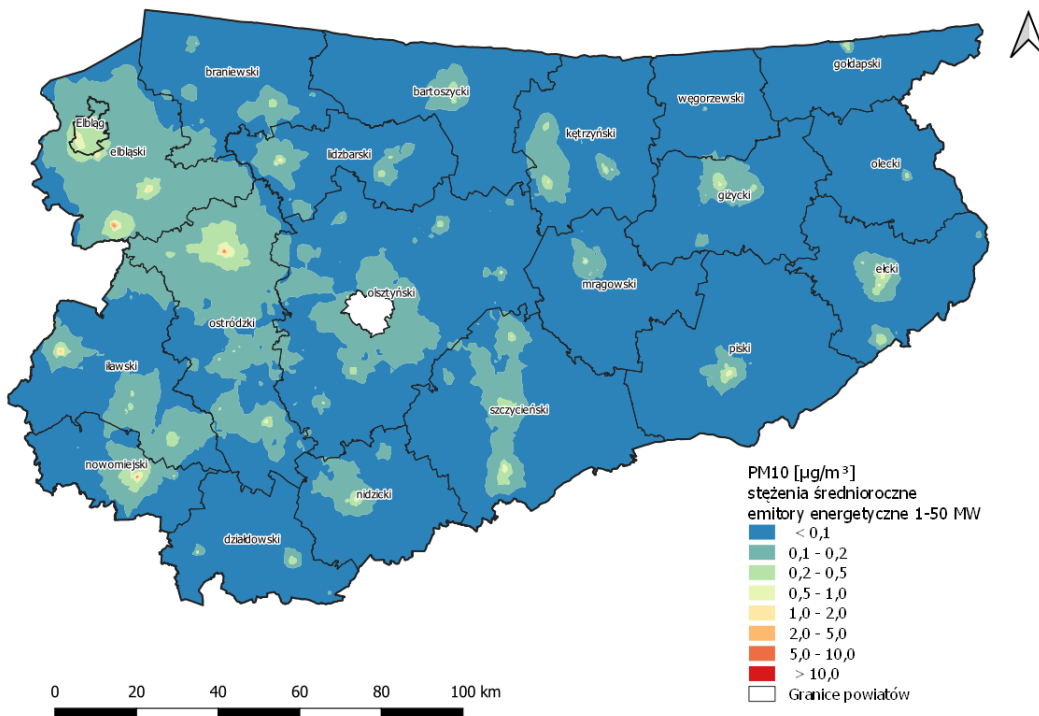 gołdapski
braniewski
bartoszycki
węgorzewski
Elbląg
kętrzyński
elbląski
lidzbarski
olecki
giżycki
ełcki
mrągowski
olsztyński
ostródzki
piski
iławski
szczycieński
nowomiejski
nidzicki
działdowski
PM10 [µg/m³]
stężenia średnioroczne
emitory energetyczne 1-50 MW
< 0,1
0,1 - 0,2
0,2 - 0,5
0,5 - 1,0
1,0 - 2,0
2,0 - 5,0
5,0 - 10,0
> 10,0
Granice powiatów
0 20 40 60 80 100 km